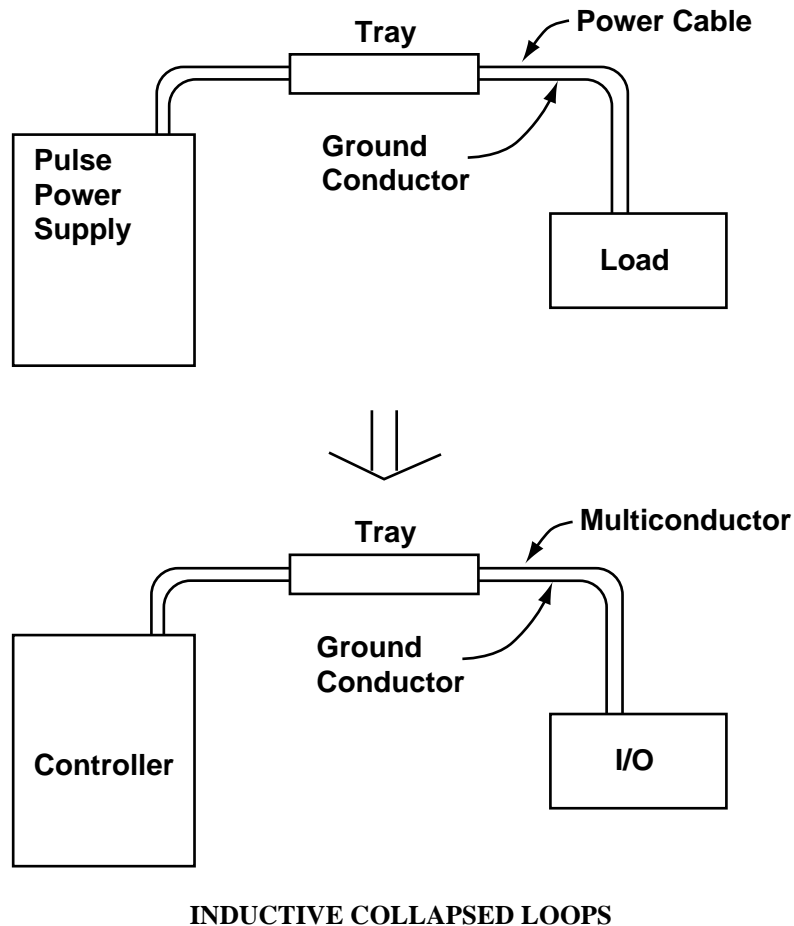 Tray
Power Cable
Pulse
Power
Supply
Ground
Conductor
Load
Tray
Multiconductor
Ground
Conductor
Controller
I/O
INDUCTIVE COLLAPSED LOOPS